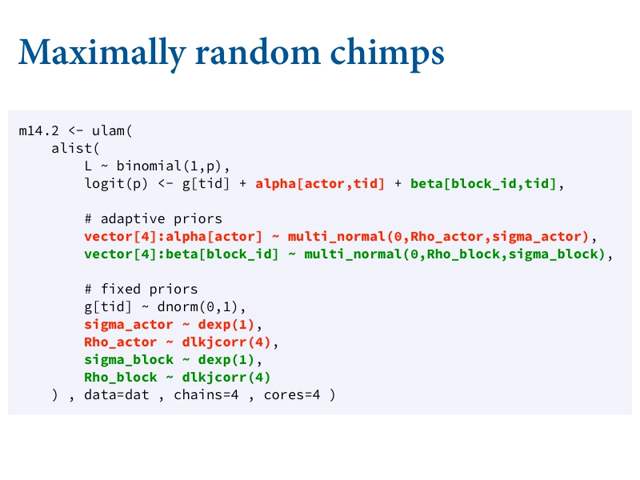 Maximally random chimps
m14.2 <- ulam(
    alist(
        L ~ binomial(1,p),
        logit(p) <- g[tid] + alpha[actor,tid] + beta[block_id,tid],

        # adaptive priors
        vector[4]:alpha[actor] ~ multi_normal(0,Rho_actor,sigma_actor),
        vector[4]:beta[block_id] ~ multi_normal(0,Rho_block,sigma_block),

        # fixed priors
        g[tid] ~ dnorm(0,1),
        sigma_actor ~ dexp(1),
        Rho_actor ~ dlkjcorr(4),
        sigma_block ~ dexp(1),
        Rho_block ~ dlkjcorr(4)
    ) , data=dat , chains=4 , cores=4 )